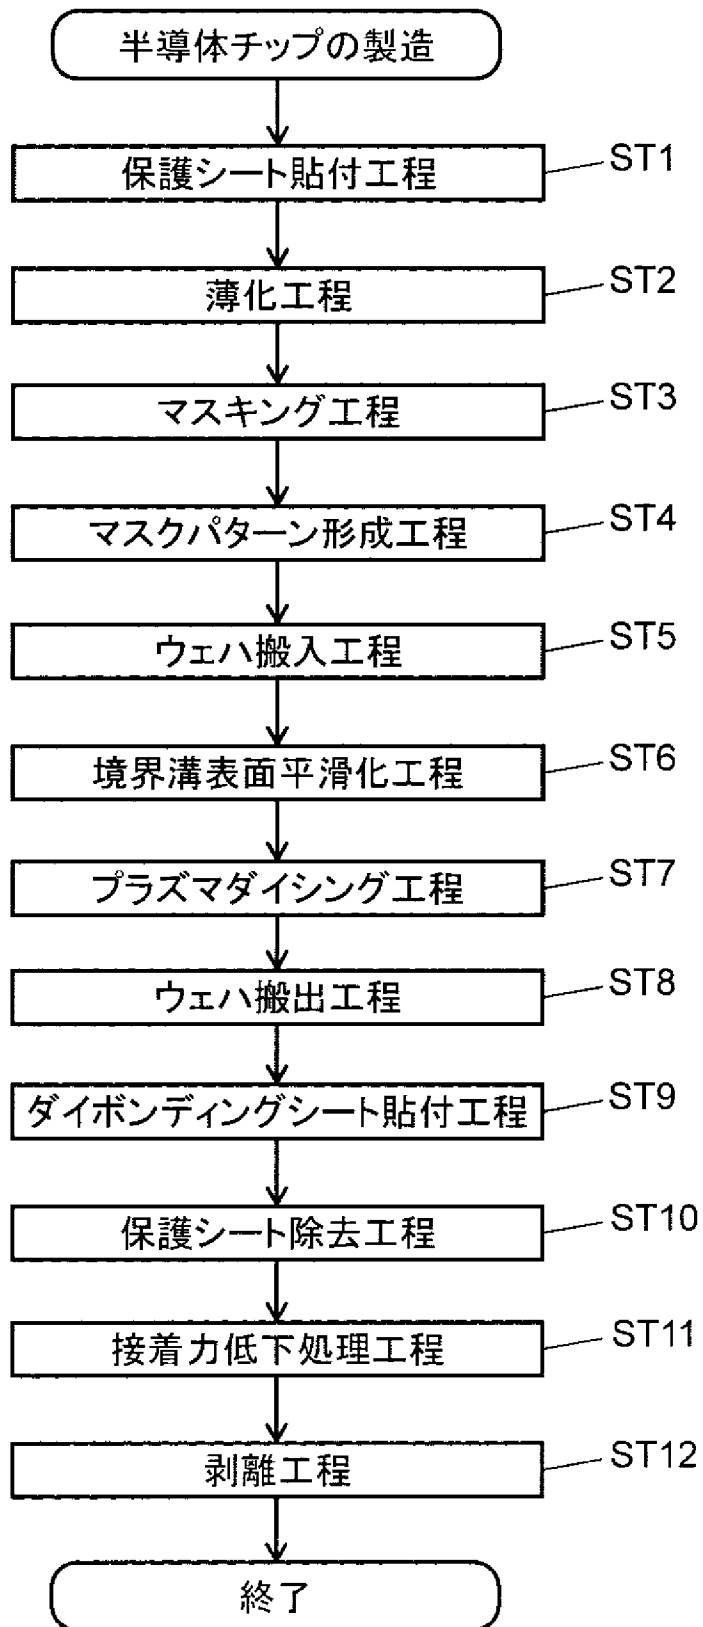 半導体チップの製造
保護シート貼付工程 ST1
薄化工程 ST2
マスキング工程 ST3
マスクパターン形成工程 ST4
ウェハ搬入工程 ST5
境界溝表面平滑化工程 ST6
プラズマダイシング工程 ST7
ウェハ搬出工程 ST8
ダイボンディングシート貼付工程 ST9
保護シート除去工程 ST10
接着力低下処理工程 ST11
剥離工程 ST12
終了